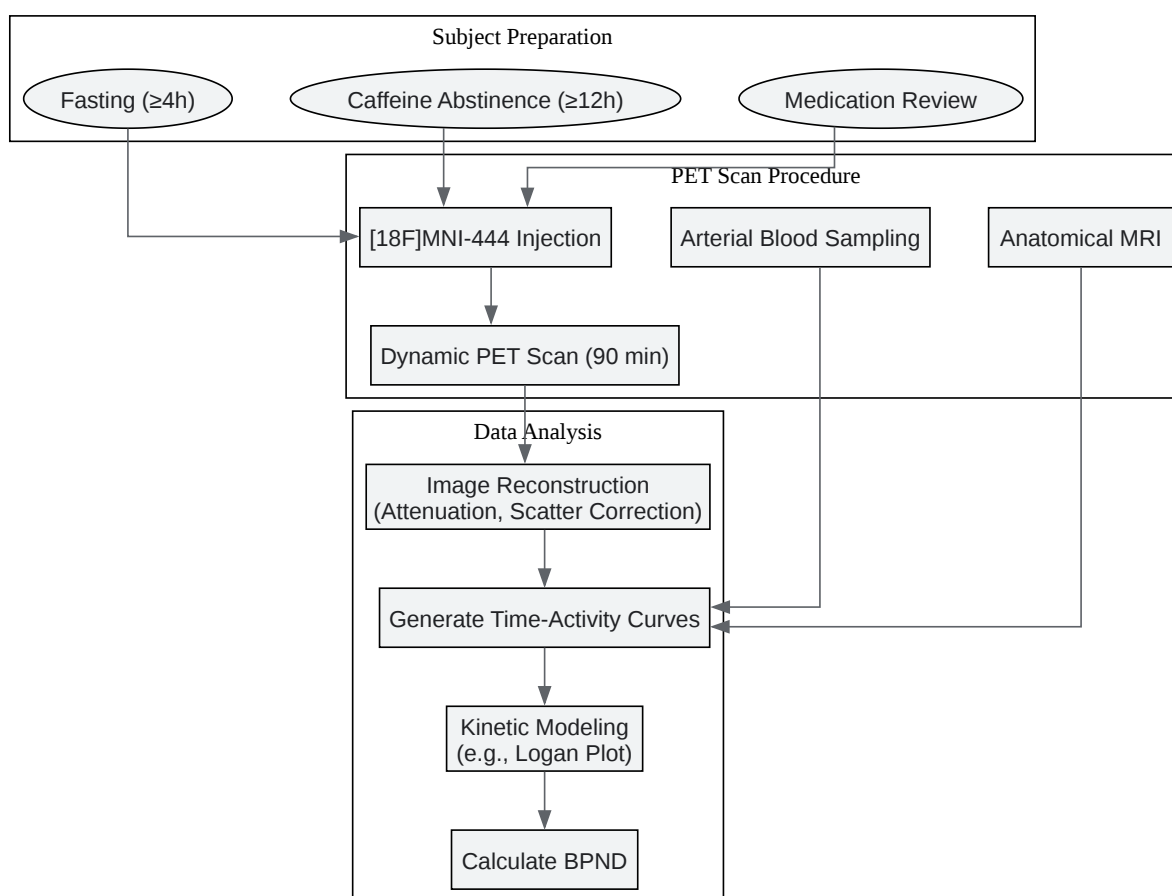 Subject Preparation
Fasting (≥4h)
Caffeine Abstinence (≥12h)
Medication Review
PET Scan Procedure
[18F]MNI-444 Injection
Arterial Blood Sampling
Anatomical MRI
Dynamic PET Scan (90 min)
Data Analysis
Image Reconstruction
(Attenuation, Scatter Correction)
Generate Time-Activity Curves
Kinetic Modeling
(e.g., Logan Plot)
Calculate BPND